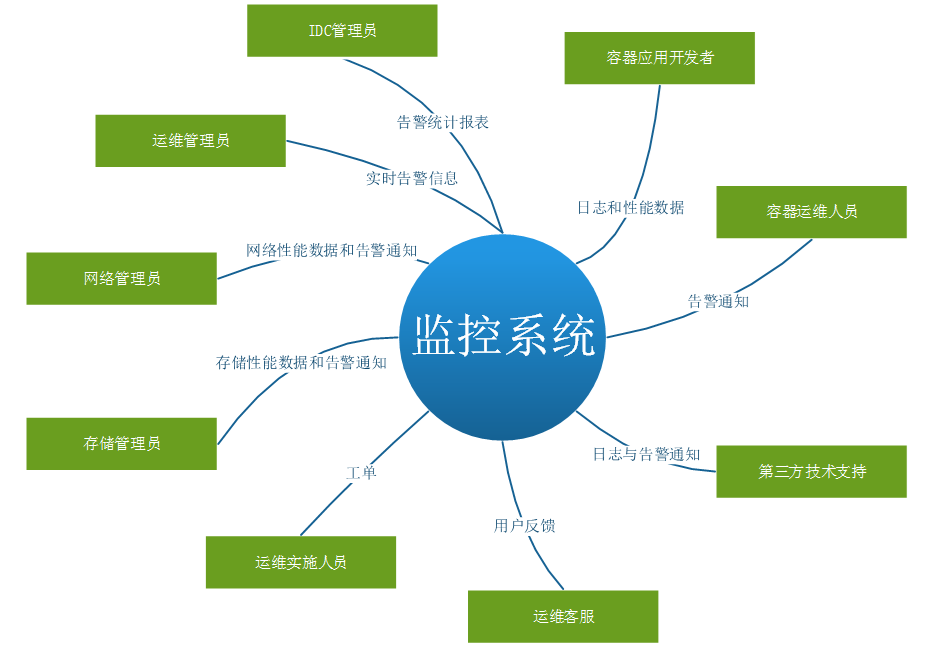 IDC管理员
容器应用开发者
告警统计报表
运维管理员
实时告警信息
日志和性能数据
容器运维人员
网络性能数据和告警通知
网络管理员
告警通知
监控系统
存储性能数据和告警通知
存储管理员
日志与告警通知
第三方技术支持
工单
用户反馈
运维实施人员
运维客服